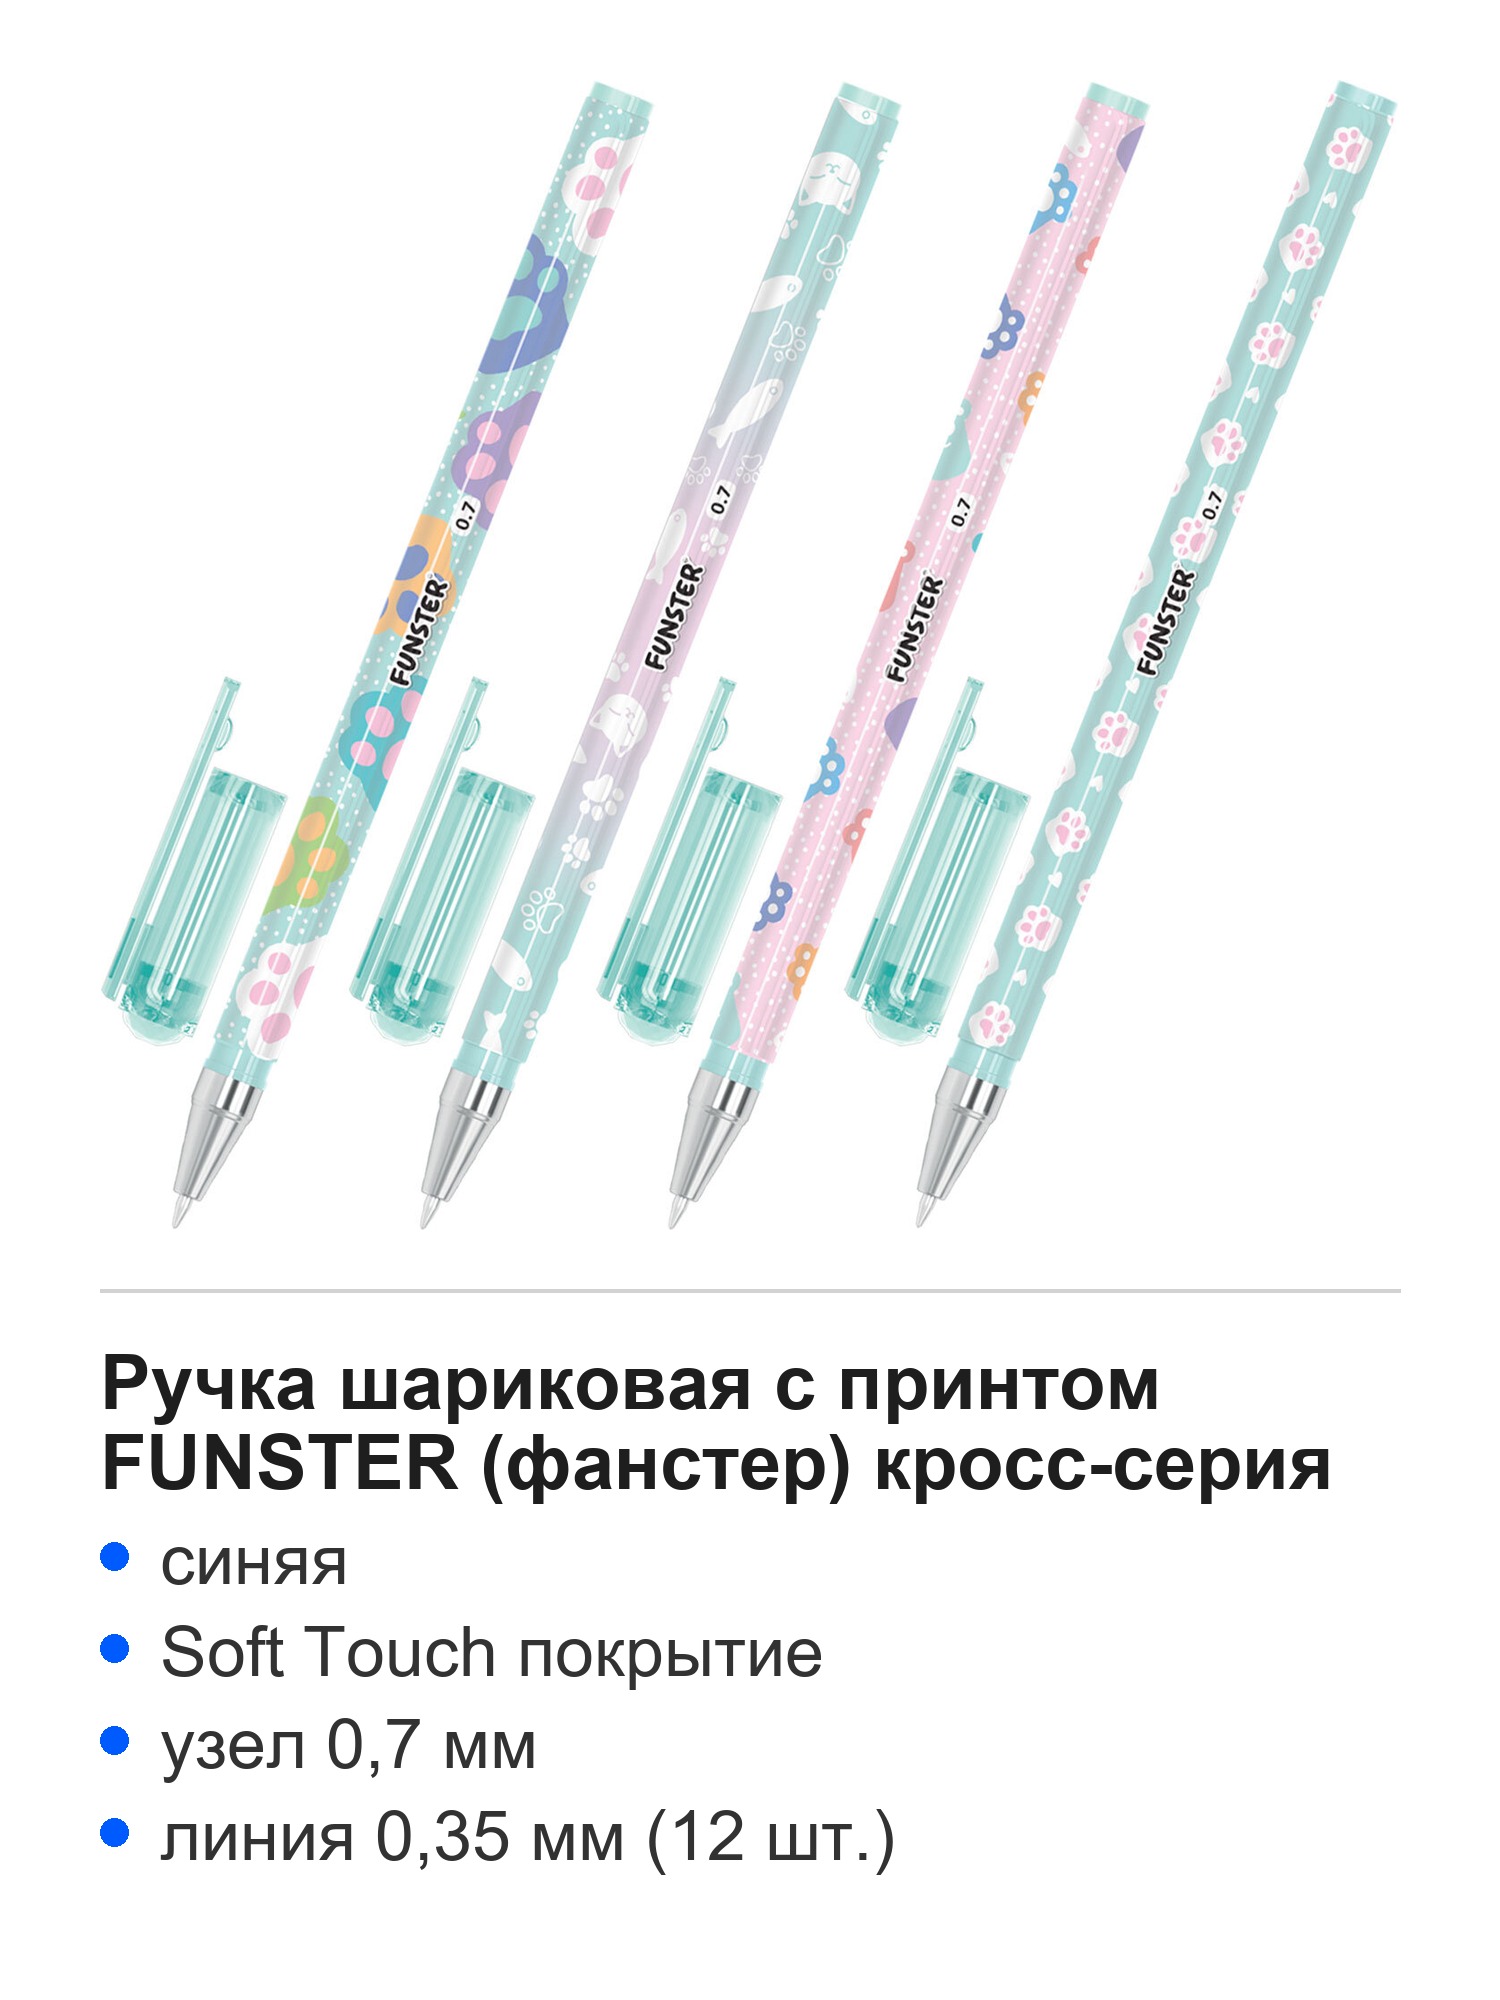 0.7
FUNSTER
0.7
FUNSTER
0.7
FUNSTER
0.7
FUNSTER
Ручка шариковая с принтом
FUNSTER (фанстер) кросс-серия
синяя
Soft Touch покрытие
узел 0,7 мм
линия 0,35 мм (12 шт.)